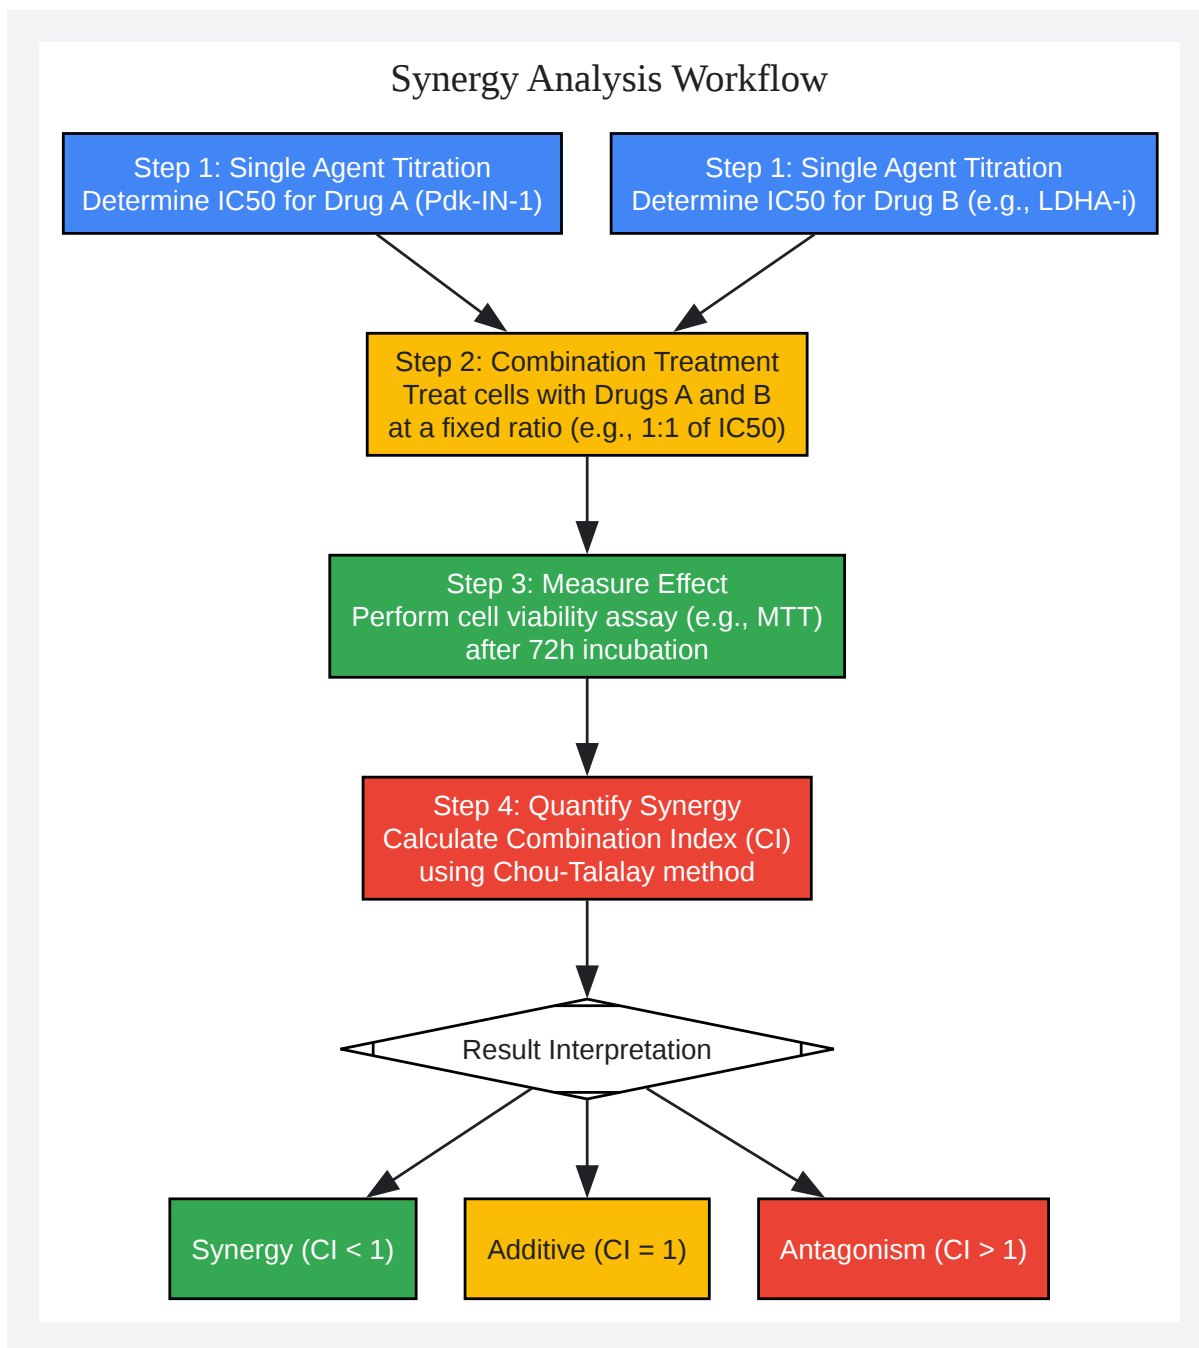 Synergy Analysis Workflow
Step 1: Single Agent Titration
Determine IC50 for Drug A (Pdk-IN-1)
Step 1: Single Agent Titration
Determine IC50 for Drug B (e.g., LDHA-i)
Step 2: Combination Treatment
Treat cells with Drugs A and B
at a fixed ratio (e.g., 1:1 of IC50)
Step 3: Measure Effect
Perform cell viability assay (e.g., MTT)
after 72h incubation
Step 4: Quantify Synergy
Calculate Combination Index (CI)
using Chou-Talalay method
Result Interpretation
Synergy (CI < 1)
Additive (CI = 1)
Antagonism (CI > 1)